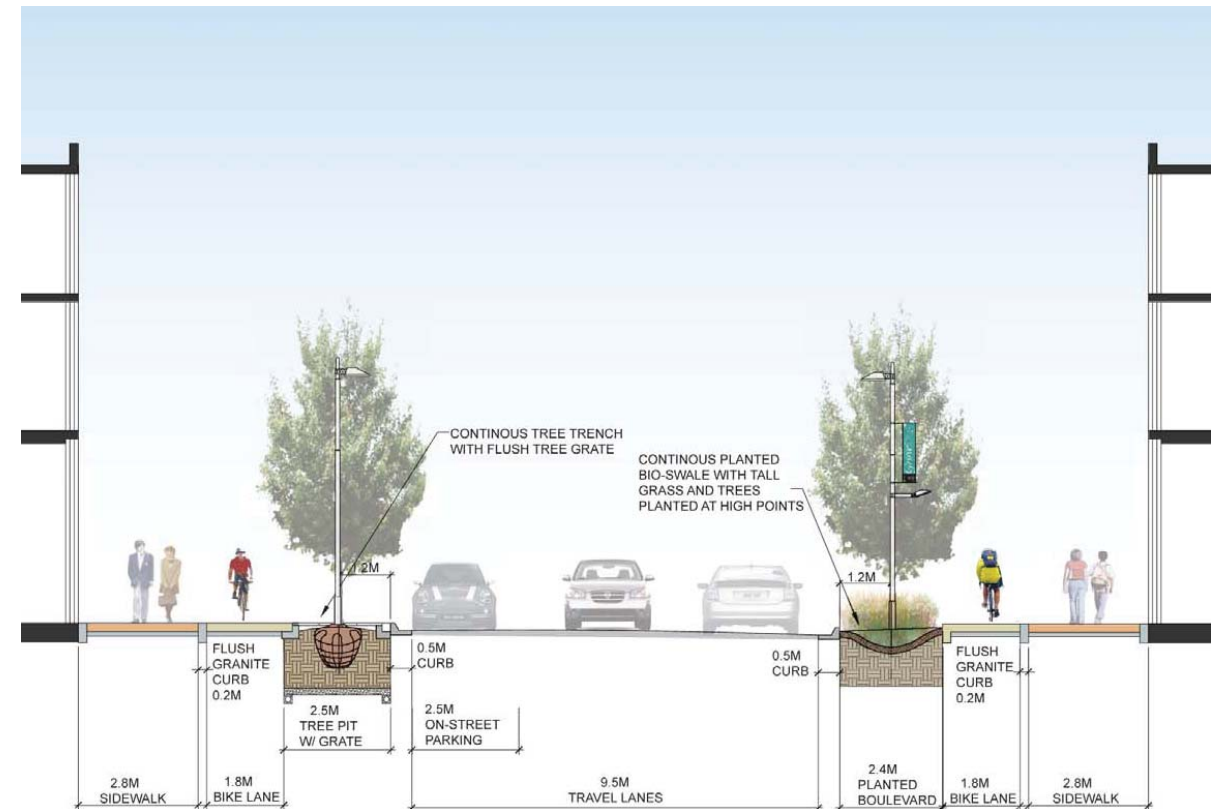 CONTINOUS TREE TRENCH
WITH FLUSH TREE GRATE
CONTINOUS PLANTED
BIO-SWALE WITH TALL
GRASS AND TREES
PLANTED AT HIGH POINTS
1.2M
1.2M
FLUSH
GRANITE
CURB
0.2M
0.5M
CURB
0.5M
CURB
FLUSH
GRANITE
CURB
0.2M
2.5M
TREE PIT
W/ GRATE
2.5M
ON-STREET
PARKING
2.8M
SIDEWALK
1.8M
BIKE LANE
9.5M
TRAVEL LANES
2.4M
PLANTED
BOULEVARD
1.8M
BIKE LANE
2.8M
SIDEWALK